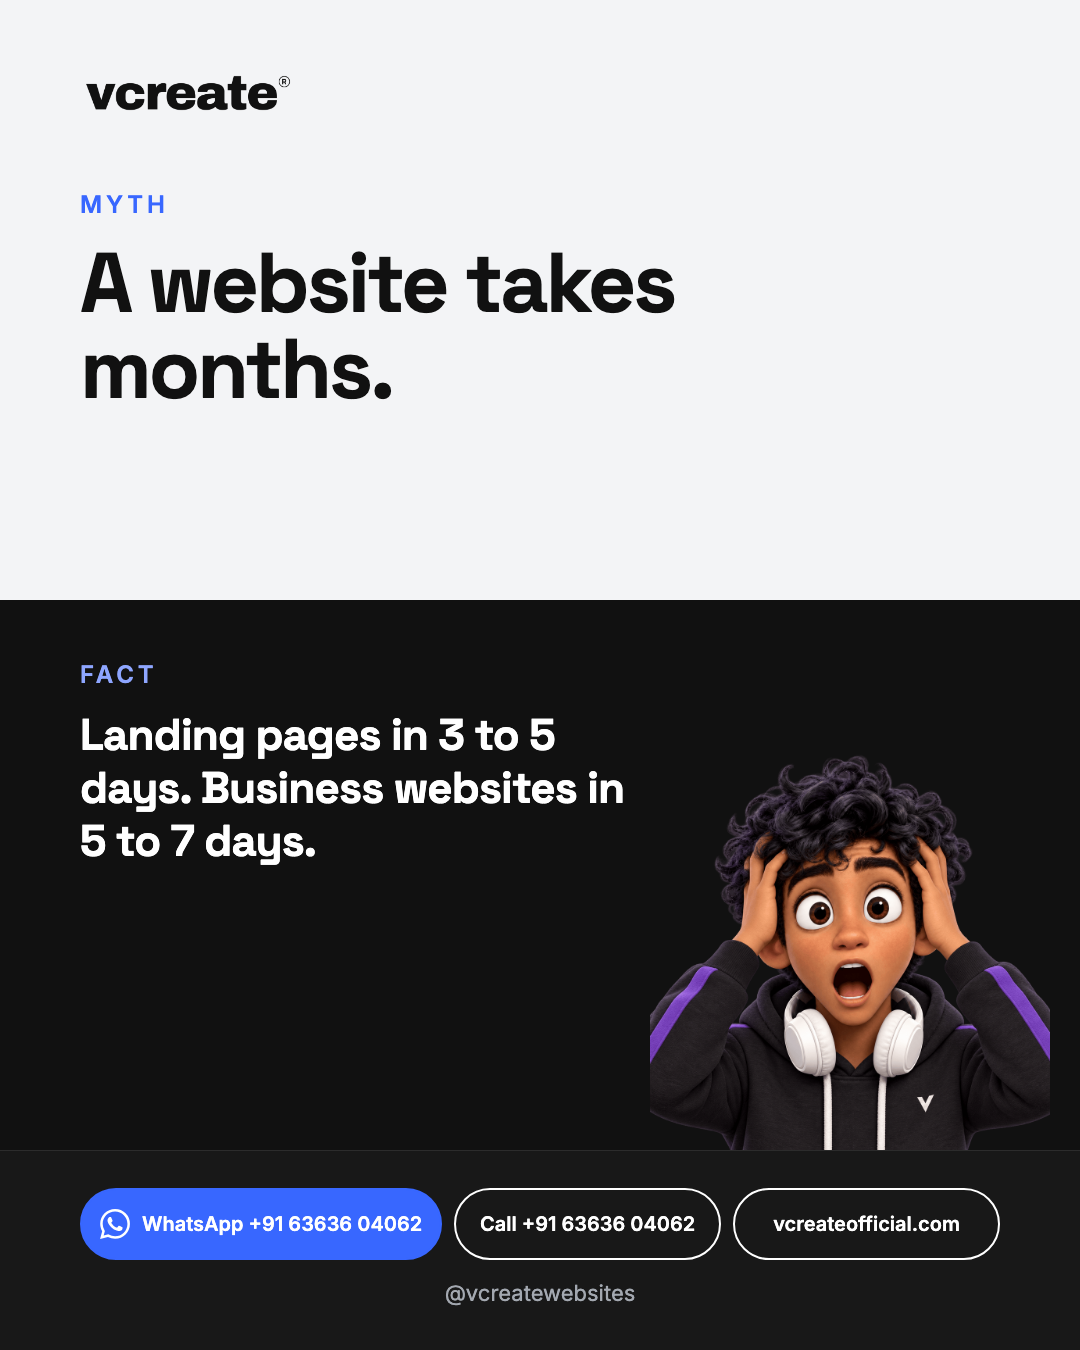 vcreate®
MYTH
A website takes
months.
FACT
Landing pages in 3 to 5
days. Business websites in
5 to 7 days.
V
WhatsApp +91 63636 04062
Call +91 63636 04062
vcreateofficial.com
@vcreatewebsites